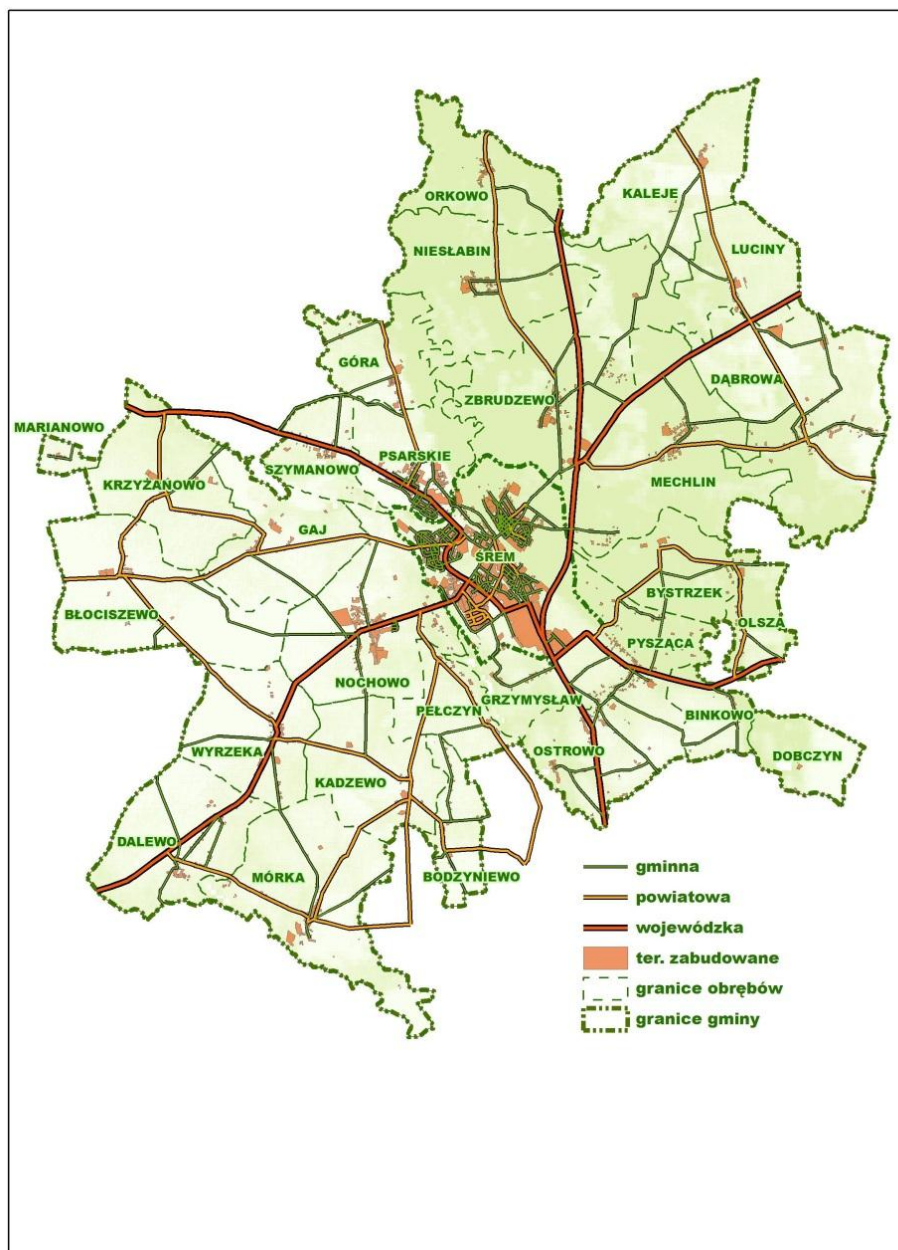 ORKOWO
KALEJE
NIESŁABIN
LUCINY
GÓRA
DĄBROWA
ZBRUDZEWO
MARIANOWO
PSARSKIE
SZYMANOWO
KRZYŻANOWO
MECHLIN
GAJ
ŚREM
BYSTRZEK
BŁOCISZEWO
OLSZA
PYSZĄCA
NOCHOWO
GRZYMYSŁAW
PEŁCZYN
BINKOWO
WYRZEKA
OSTROWO
DOBCZYN
KADZEWO
DALEWO
MÓRKA
BODZYNIEWO
gminna
powiatowa
wojewódzka
ter. zabudowane
granice obrębów
granice gminy